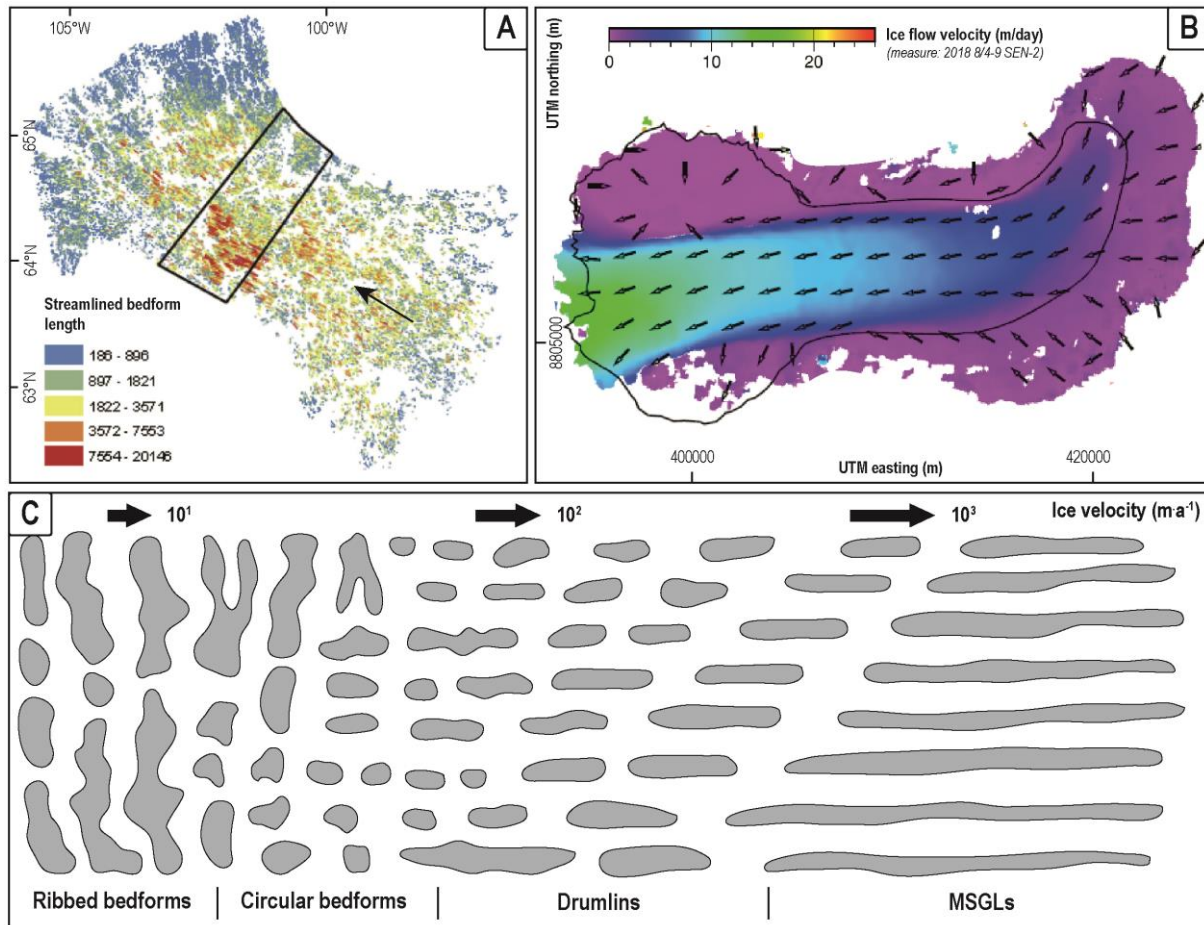 A
105°W
100°W
65°N
64°N
63°N
Streamlined bedform
length
186 - 896
897 - 1821
1822 - 3571
3572 - 7553
7554 - 20146
B
Ice flow velocity (m/day)
(measure: 2018 8/4-9 SEN-2)
0
10
20
UTM northing (m)
8805000
400000
420000
UTM easting (m)
C
10¹
10²
10³
Ice velocity (m·a⁻¹)
Ribbed bedforms
Circular bedforms
Drumlins
MSGLs